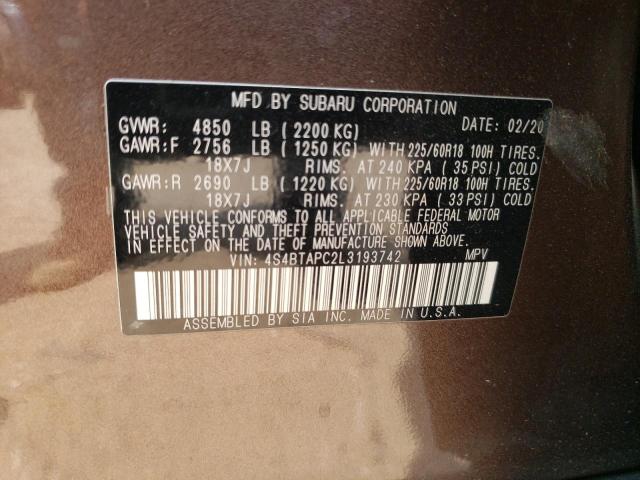 MFD BY SUBARU CORPORATION DATE: 02/20
GVWR: 4850 LB (2200 KG)
GAWR:F 2756 LB (1250 KG) WITH 225/60R18 100H TIRES.
18X7J RIMS. AT 240 KPA (35 PSI) COLD
GAWR:R 2690 LB (1220 KG) WITH 225/60R18 100H TIRES.
18X7J RIMS. AT 230 KPA (33 PSI) COLD
THIS VEHICLE CONFORMS TO ALL APPLICABLE FEDERAL MOTOR
VEHICLE SAFETY AND THEFT PREVENTION STANDARDS
IN EFFECT ON THE DATE OF MANUFACTURE SHOWN ABOVE.
VIN: 4S4BTAPC2L3193742 MPV
ASSEMBLED BY SIA INC. MADE IN U.S.A.